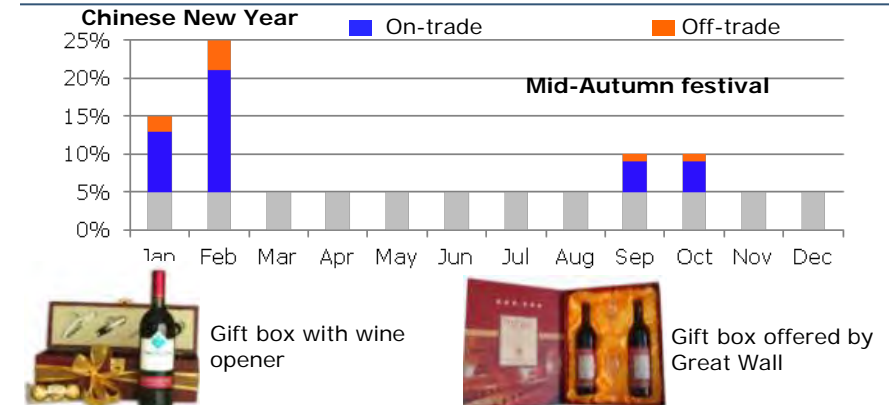 Chinese New Year
On-trade
Off-trade
25%
20%
Mid-Autumn festival
15%
10%
5%
0%
Jan Feb Mar Apr May Jun Jul Aug Sep Oct Nov Dec
Gift box with wine
opener
Gift box offered by
Great Wall